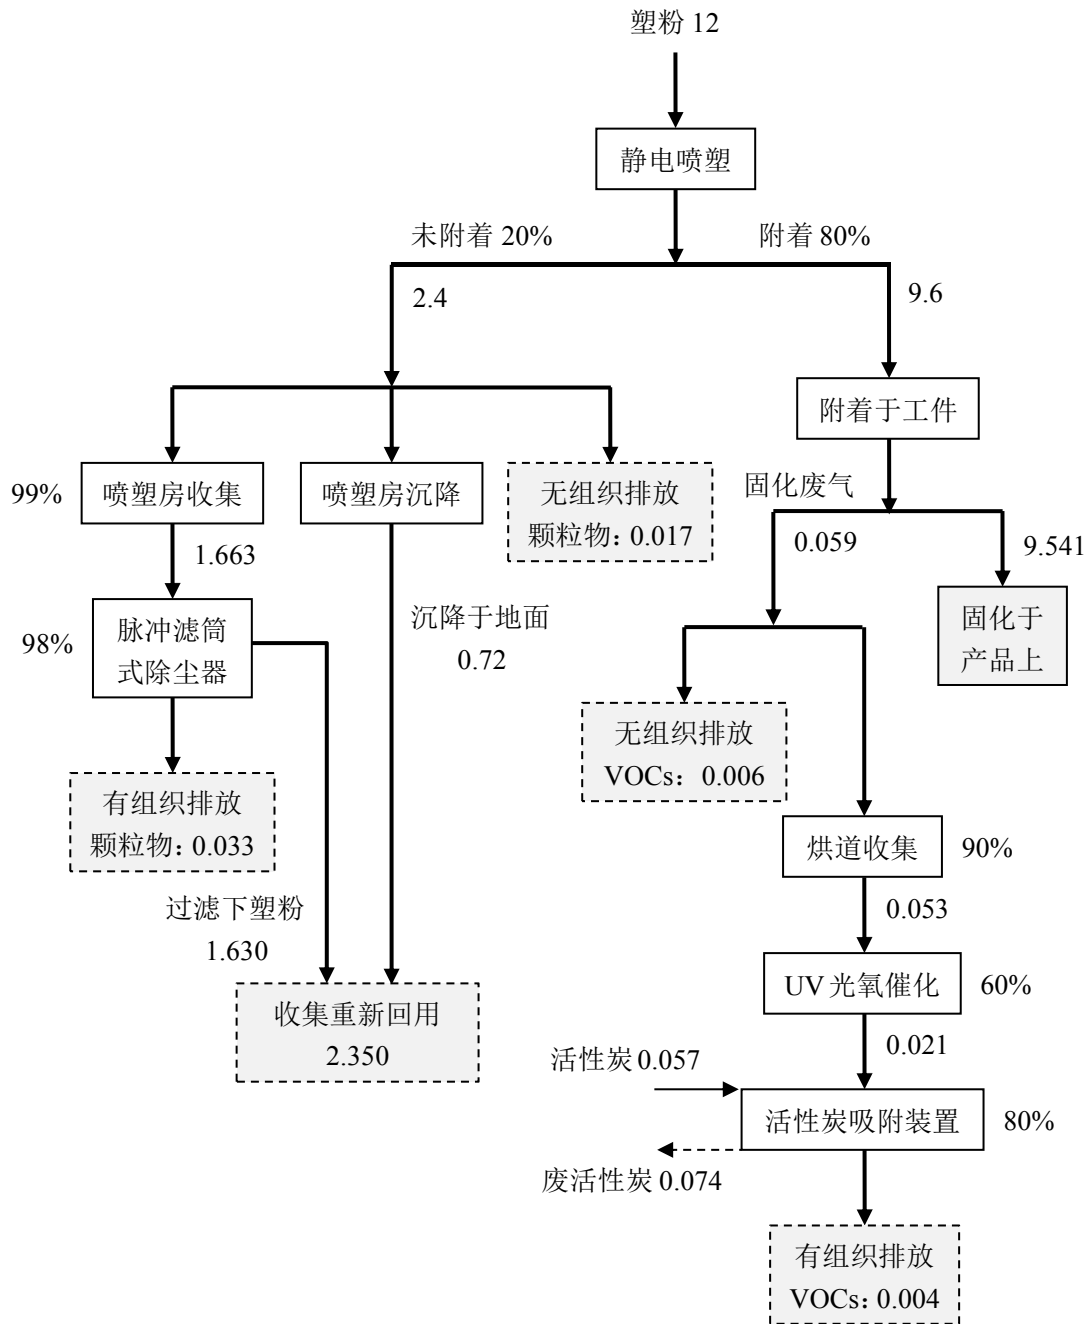 塑粉 12
静电喷塑
未附着 20%
附着 80%
2.4
9.6
附着于工件
99%
喷塑房收集
喷塑房沉降
无组织排放
颗粒物：0.017
固化废气
0.059
9.541
1.663
98%
脉冲滤筒
式除尘器
沉降于地面
0.72
固化于
产品上
无组织排放
VOCs：0.006
有组织排放
颗粒物：0.033
烘道收集
90%
过滤下塑粉
1.630
0.053
收集重新回用
2.350
UV 光氧催化
60%
0.021
活性炭 0.057
活性炭吸附装置
80%
废活性炭 0.074
有组织排放
VOCs：0.004